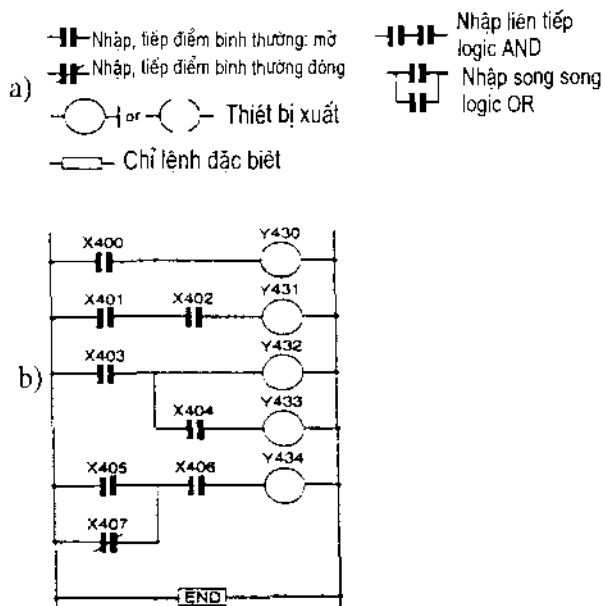 a)
Nhập, tiếp điểm bình thường: mở
Nhập, tiếp điểm bình thường đóng
or
Thiết bị xuất
Chỉ lệnh đặc biêt
Nhập liên tiếp
logic AND
Nhập song song
logic OR
b)
X400 Y430
X401 X402 Y431
X403 Y432
X404 Y433
X405 X406 Y434
X407
END